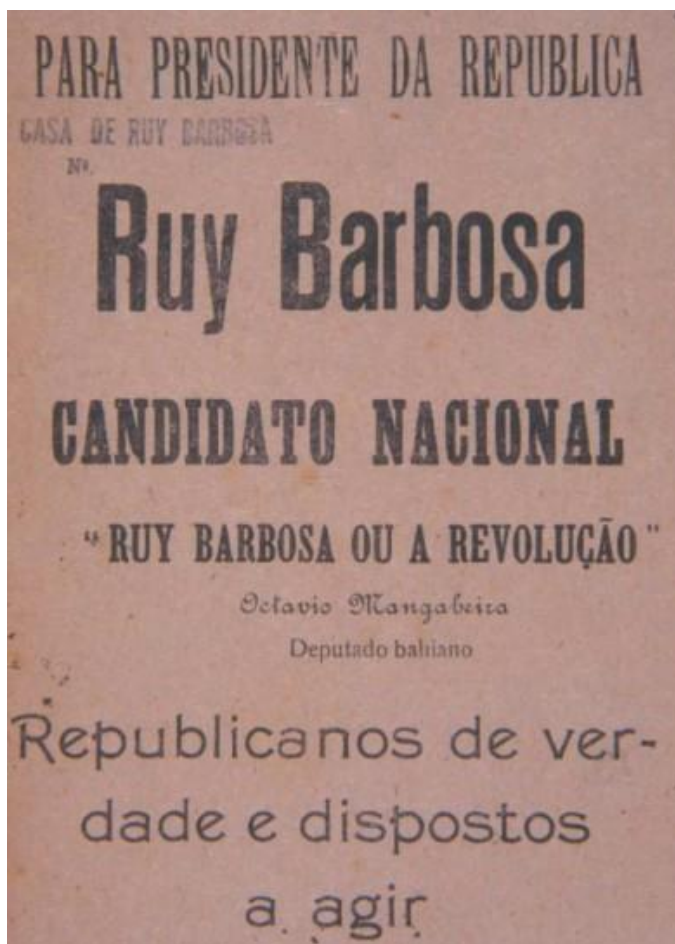 PARA PRESIDENTE DA REPUBLICA
CASA DE RUY BARBOSA
Nº.
Ruy Barbosa
CANDIDATO NACIONAL
"RUY BARBOSA OU A REVOLUÇÃO"
Octavio Mangabeira
Deputado bahiano
Republicanos de ver-
dade e dispostos
a agir